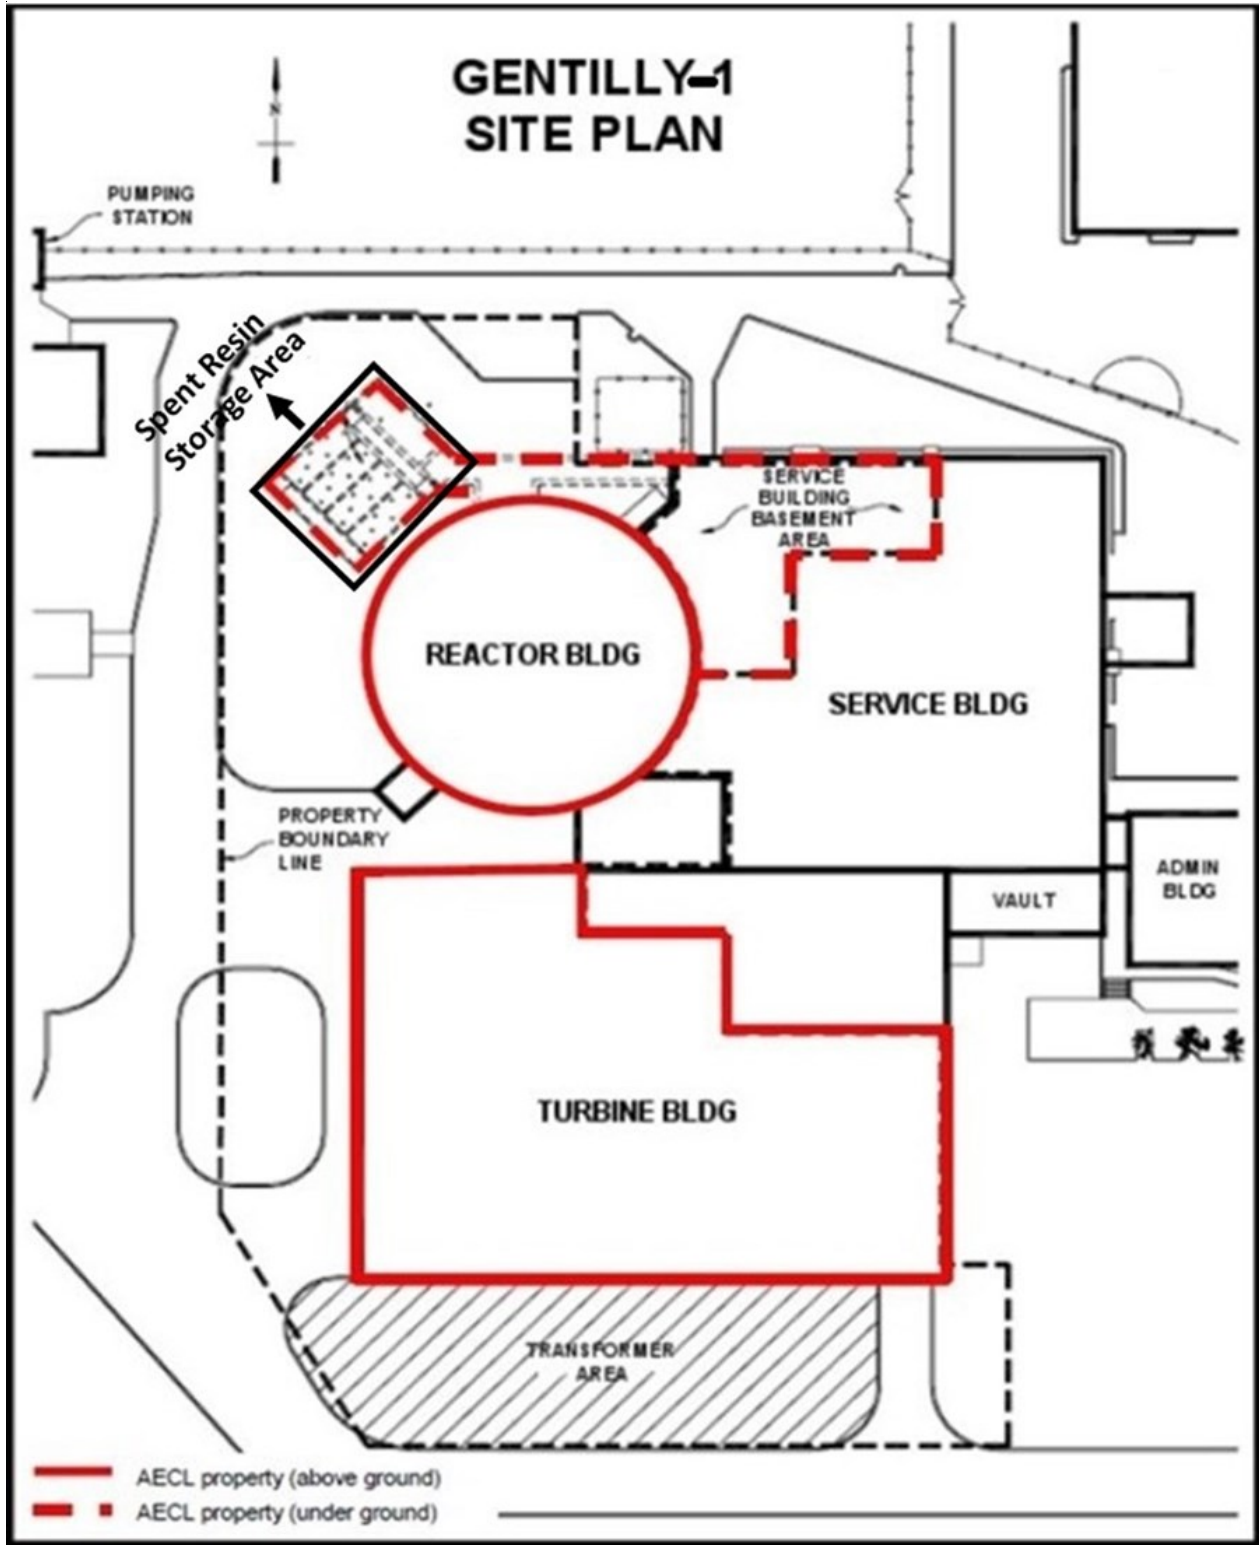 GENTILLY-1
SITE PLAN
N
PUMPING
STATION
Spent Resin
Storage Area
SERVICE
BUILDING
BASEMENT
AREA
REACTOR BLDG
SERVICE BLDG
PROPERTY
BOUNDARY
LINE
ADMIN
BLDG
VAULT
TURBINE BLDG
TRANSFORMER
AREA
AECL property (above ground)
AECL property (under ground)